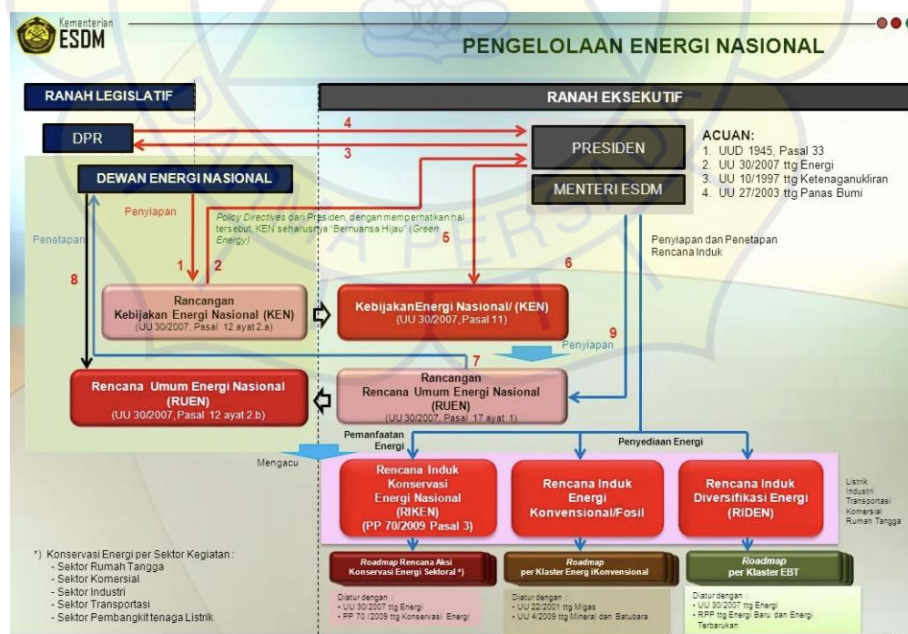 Kementerian
ESDM
PENGELOLAAN ENERGI NASIONAL
RANAH LEGISLATIF
RANAH EKSEKUTIF
DPR
4
3
PRESIDEN
MENTERI ESDM
ACUAN:
1. UUD 1945, Pasal 33
2. UU 30/2007 ttg Energi
3. UU 10/1997 ttg Ketenaganukliran
4. UU 27/2003 ttg Panas Bumi
DEWAN ENERGI NASIONAL
Penyiapan
Penetapan
Policy Directives dari Presiden, dengan memperhatikan hal
tersebut, KEN seharusnya "Bernuansa Hijau" (Green
Energy)
5
6
Penyiapan dan Penetapan
Rencana Induk
8
1
2
Rancangan
Kebijakan Energi Nasional (KEN)
(UU 30/2007, Pasal 12 ayat 2.a)
KebijakanEnergi Nasional/ (KEN)
(UU 30/2007, Pasal 11)
9
Penyiapan
7
Rencana Umum Energi Nasional
(RUEN)
(UU 30/2007, Pasal 12 ayat 2.b)
Rancangan
Rencana Umum Energi Nasional
(RUEN)
(UU 30/2007, Pasal 17 ayat 1)
Pemanfaatan
Energi
Penyediaan Energi
Mengacu
Rencana Induk
Konservasi
Energi Nasional
(RIKEN)
(PP 70/2009 Pasal 3)
Rencana Induk
Energi
Konvensional/Fosil
Rencana Induk
Diversifikasi Energi
(RIDEN)
Listrik
Industri
Transportasi
Komersial
Rumah Tangga
*) Konservasi Energi per Sektor Kegiatan :
- Sektor Rumah Tangga
- Sektor Komersial
- Sektor Industri
- Sektor Transportasi
- Sektor Pembangkit tenaga Listrik
Roadmap Rencana Aksi
Konservasi Energi Sektoral *)
Roadmap
per Klaster Energi iKonvensional
Roadmap
per Klaster EBT
Diatur dengan :
- UU 30/2007 ttg Energi
- PP 70 /2009 ttg Konservasi Energi
Diatur dengan :
- UU 22/2001 ttg Migas
- UU 4/2009 ttg Mineral dan Batubara
Diatur dengan :
- UU 30/2007 ttg Energi
- RPP ttg Energi Baru dan Energi
Terbarukan